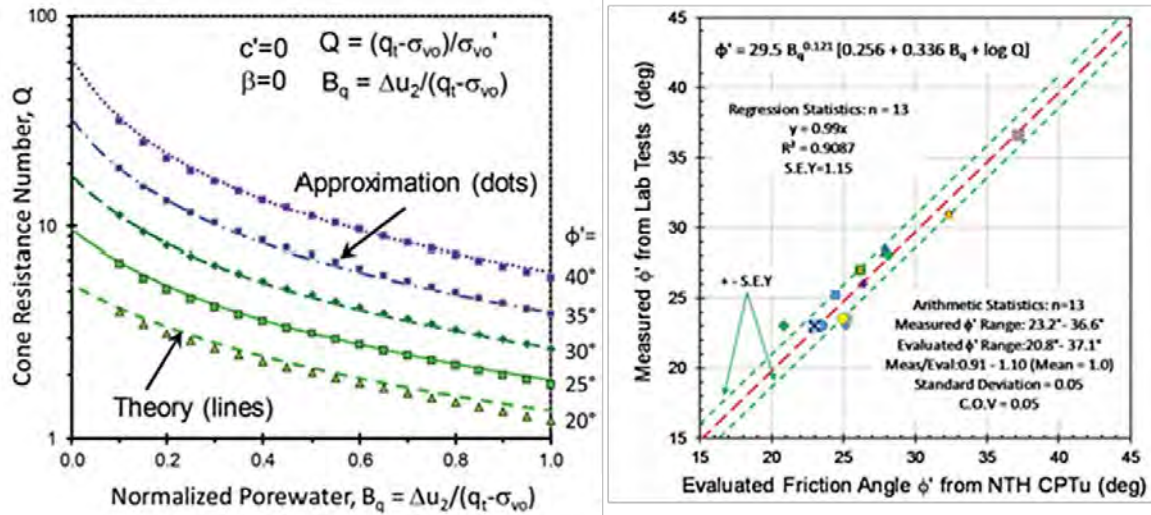 100
10
1
0.0
0.2
0.4
0.6
0.8
1.0
Cone Resistance Number, Q
Normalized Porewater, Bq = Δu2/(qt-σvo)
c'=0 Q = (qt-σvo)/σvo'
β=0 Bq = Δu2/(qt-σvo)
Approximation (dots)
Theory (lines)
ϕ'=
40°
35°
30°
25°
20°
45
40
35
30
25
20
15
15
20
25
30
35
40
45
Measured ϕ' from Lab Tests (deg)
Evaluated Friction Angle ϕ' from NTH CPTu (deg)
ϕ' = 29.5 Bq^0.121 [0.256 + 0.336 Bq + log Q]
Regression Statistics: n = 13
y = 0.99x
R² = 0.9087
S.E.Y=1.15
+ - S.E.Y
Arithmetic Statistics: n=13
Measured ϕ' Range: 23.2°- 36.6°
Evaluated ϕ' Range:20.8°- 37.1°
Meas/Eval:0.91 - 1.10 (Mean = 1.0)
Standard Deviation = 0.05
C.O.V = 0.05